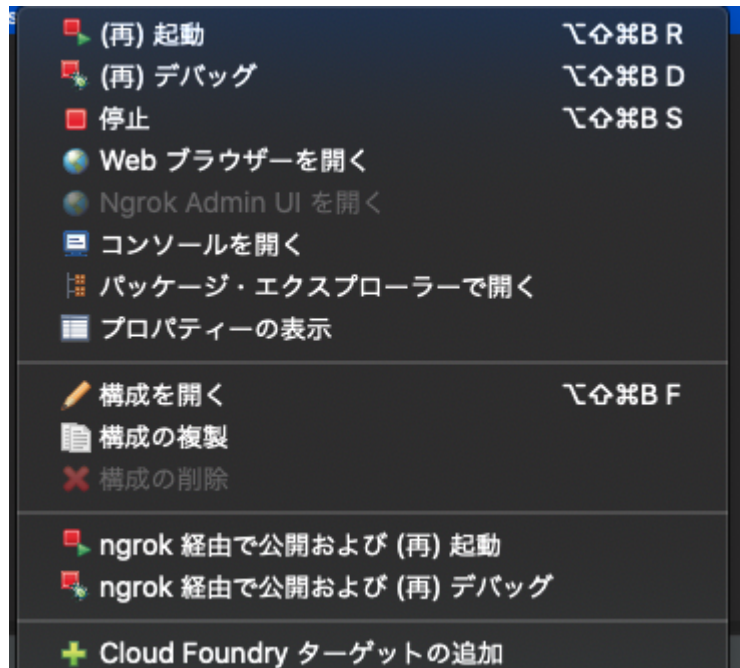 (再) 起動 ⌥⇧⌘B R
(再) デバッグ ⌥⇧⌘B D
停止 ⌥⇧⌘B S
Web ブラウザーを開く
Ngrok Admin UI を開く
コンソールを開く
パッケージ・エクスプローラーで開く
プロパティーの表示
構成を開く ⌥⇧⌘B F
構成の複製
構成の削除
ngrok 経由で公開および (再) 起動
ngrok 経由で公開および (再) デバッグ
Cloud Foundry ターゲットの追加